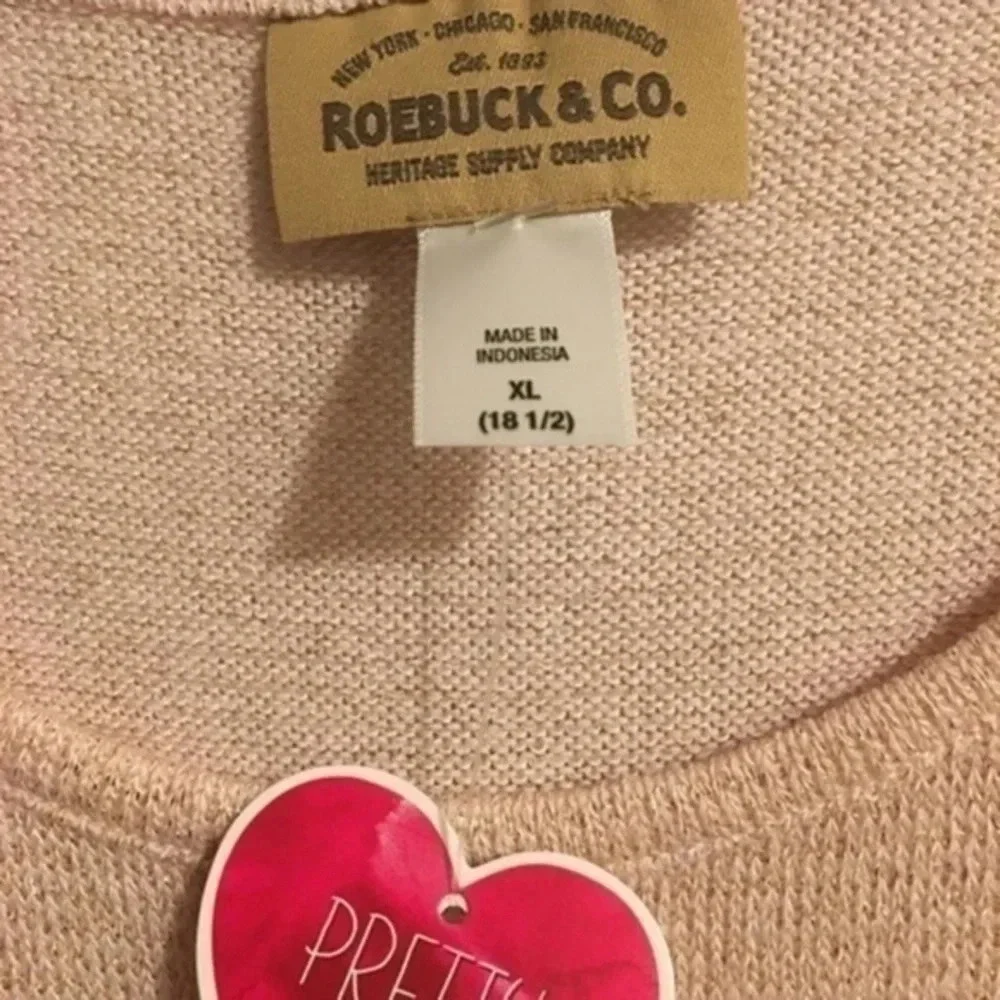 NEW YORK · CHICAGO · SAN FRANCISCO
Est. 1893
ROEBUCK & CO.
HERITAGE SUPPLY COMPANY
MADE IN
INDONESIA
XL
(18 1/2)
PRETTY